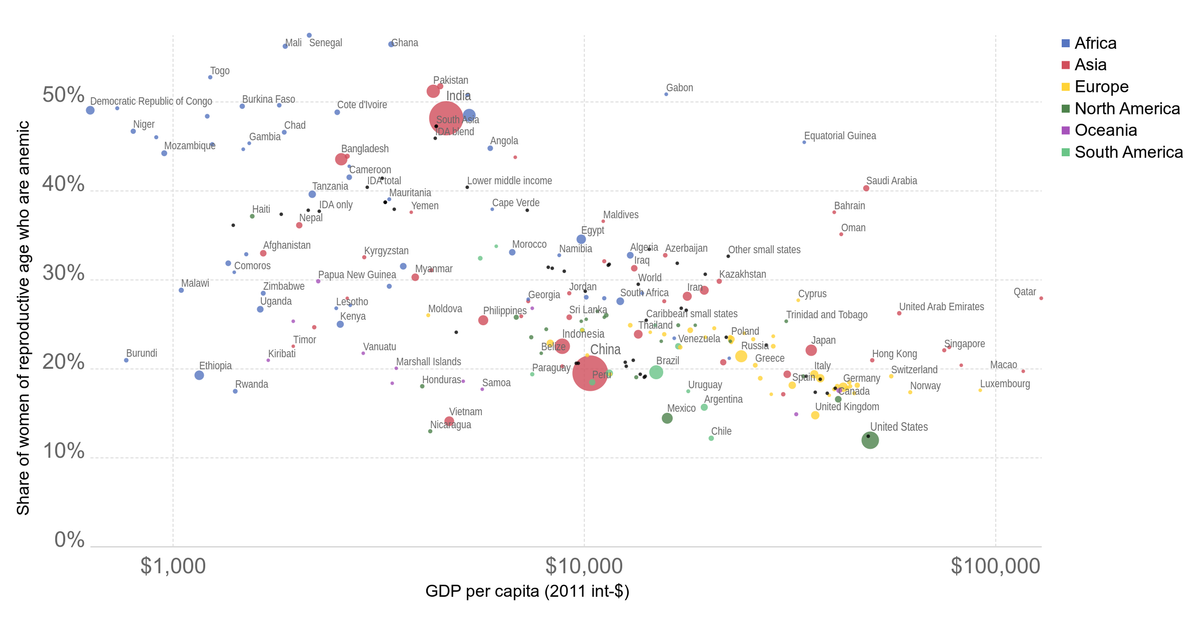 Mali
Senegal
Ghana
Africa
Asia
Europe
North America
Oceania
South America
Togo
Pakistan
Gabon
50%
Democratic Republic of Congo
Burkina Faso
Cote d'Ivoire
India
Niger
Chad
South Asia
IDA blend
Gambia
Mozambique
Angola
Equatorial Guinea
Bangladesh
Cameroon
40%
Tanzania
IDA total
Lower middle income
Saudi Arabia
Mauritania
Haiti
IDA only
Yemen
Cape Verde
Bahrain
Nepal
Maldives
Oman
Egypt
Afghanistan
Kyrgyzstan
Morocco
Namibia
Algeria
Azerbaijan
Other small states
30%
Comoros
Papua New Guinea
Myanmar
Iraq
World
Kazakhstan
Malawi
Zimbabwe
Jordan
South Africa
Iran
Qatar
Uganda
Lesotho
Georgia
Cyprus
Moldova
Philippines
Sri Lanka
Caribbean small states
Trinidad and Tobago
United Arab Emirates
Kenya
Thailand
Timor
Indonesia
Venezuela
Poland
Japan
Burundi
Kiribati
Vanuatu
Belize
China
Russia
Hong Kong
Singapore
20%
Ethiopia
Marshall Islands
Paraguay
Peru
Brazil
Greece
Italy
Switzerland
Macao
Rwanda
Honduras
Samoa
Uruguay
Spain
Germany
Norway
Luxembourg
Canada
Vietnam
Mexico
Argentina
United Kingdom
Nicaragua
Chile
United States
10%
0%
$1,000
$10,000
$100,000
GDP per capita (2011 int-$)
Share of women of reproductive age who are anemic